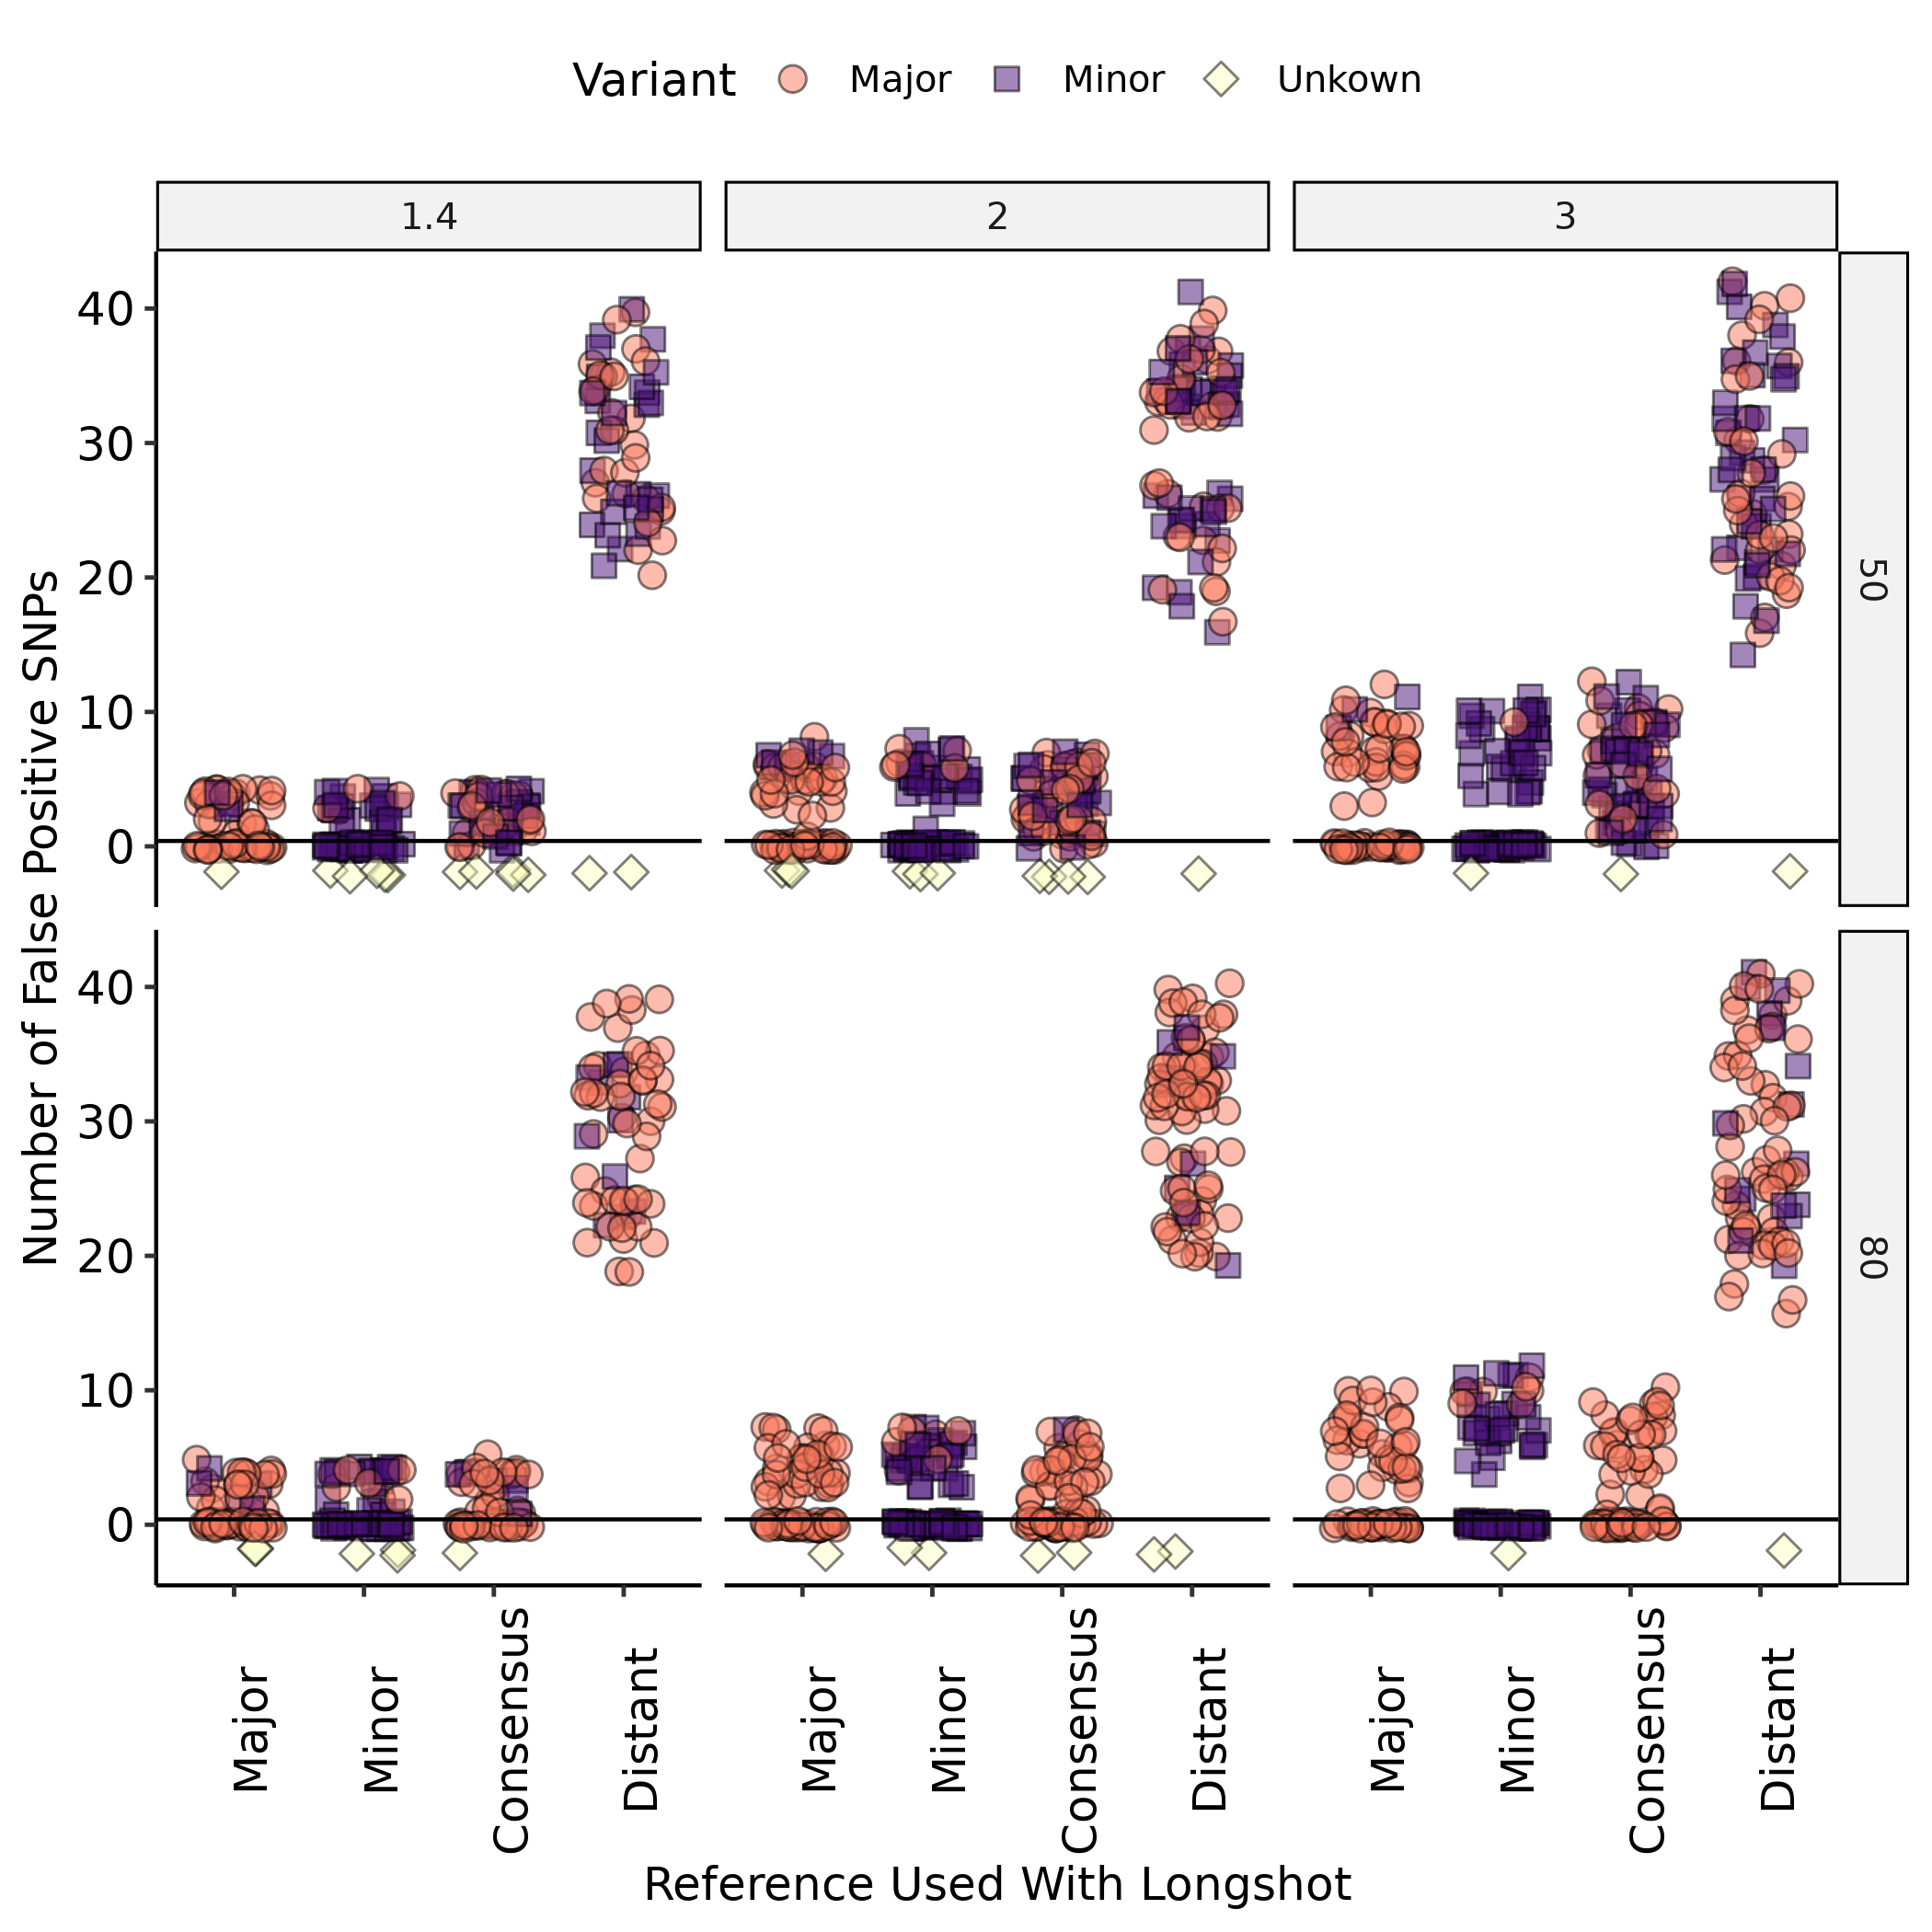 Variant Major Minor Unkown
1.4 2 3
Number of False Positive SNPs
40
30
20
10
0
50
40
30
20
10
0
80
Major Minor Consensus Distant Major Minor Consensus Distant Major Minor Consensus Distant
Reference Used With Longshot